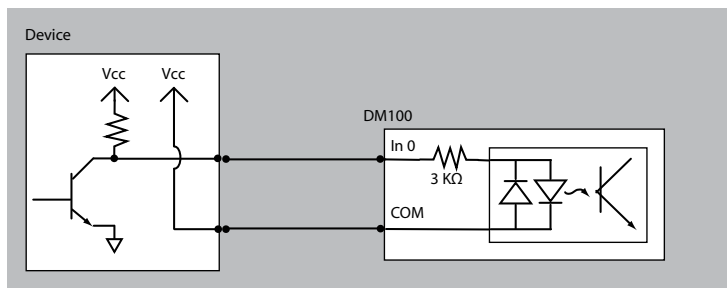 Device
Vcc Vcc
DM100
In 0
3 KΩ
COM